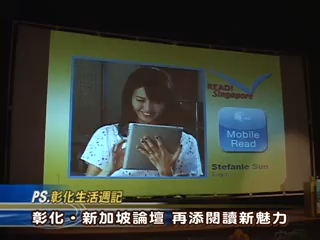 READ!
Singapore
Mobile
Read
Stefanie Sun
PS.彰化生活週記
彰化‧新加坡論壇 再添閱讀新魅力